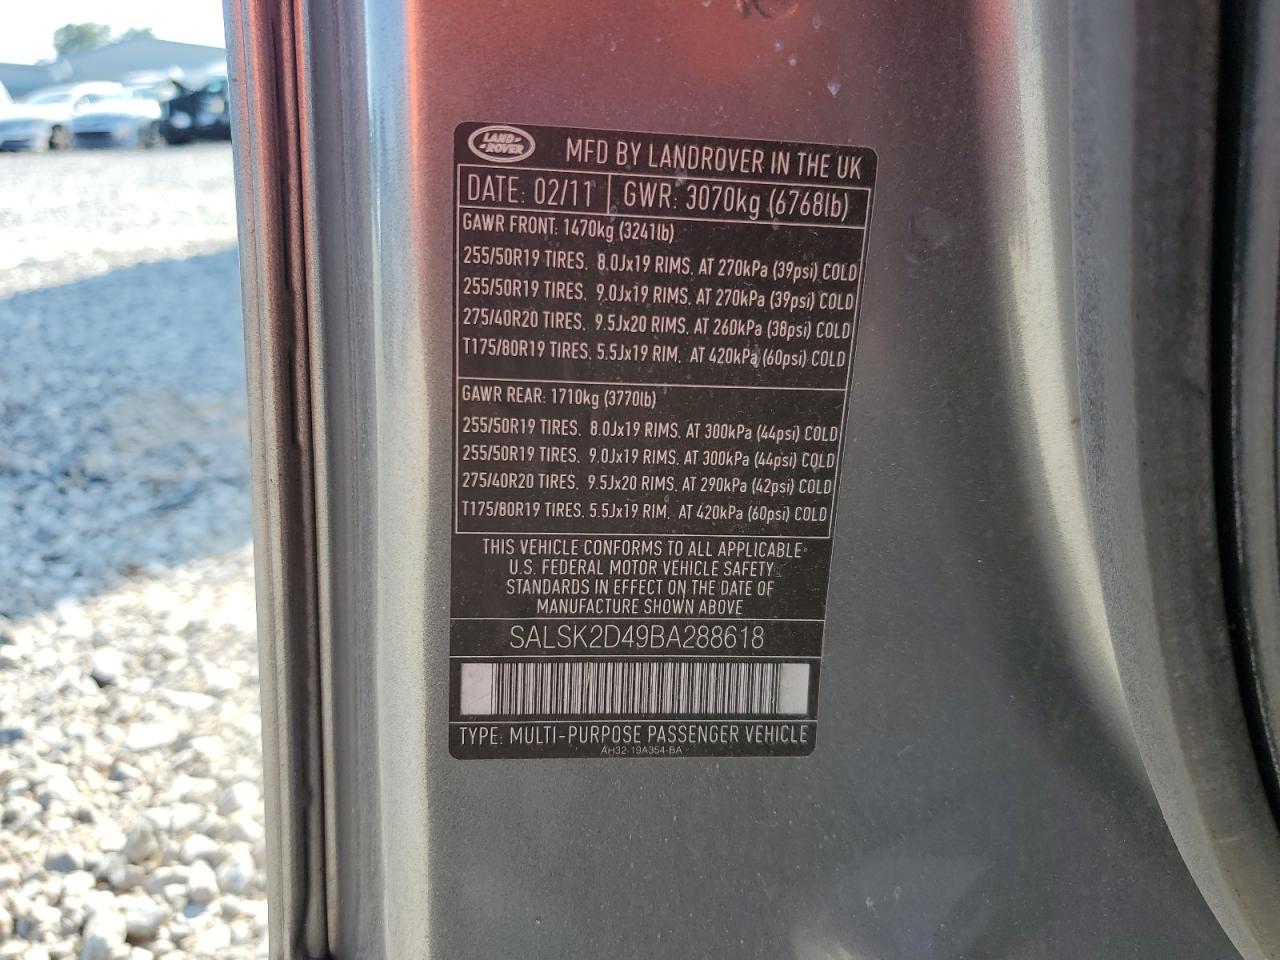 LAND-
-ROVER
MFD BY LANDROVER IN THE UK
DATE: 02/11 GWR: 3070kg (6768lb)
GAWR FRONT: 1470kg (3241lb)
255/50R19 TIRES, 8.0Jx19 RIMS, AT 270kPa (39psi) COLD
255/50R19 TIRES, 9.0Jx19 RIMS, AT 270kPa (39psi) COLD
275/40R20 TIRES, 9.5Jx20 RIMS, AT 260kPa (38psi) COLD
T175/80R19 TIRES, 5.5Jx19 RIM, AT 420kPa (60psi) COLD
GAWR REAR: 1710kg (3770lb)
255/50R19 TIRES, 8.0Jx19 RIMS, AT 300kPa (44psi) COLD
255/50R19 TIRES, 9.0Jx19 RIMS, AT 300kPa (44psi) COLD
275/40R20 TIRES, 9.5Jx20 RIMS, AT 290kPa (42psi) COLD
T175/80R19 TIRES, 5.5Jx19 RIM, AT 420kPa (60psi) COLD
THIS VEHICLE CONFORMS TO ALL APPLICABLE
U.S. FEDERAL MOTOR VEHICLE SAFETY
STANDARDS IN EFFECT ON THE DATE OF
MANUFACTURE SHOWN ABOVE
SALSK2D49BA288618
TYPE: MULTI-PURPOSE PASSENGER VEHICLE
AH32-19A354-BA